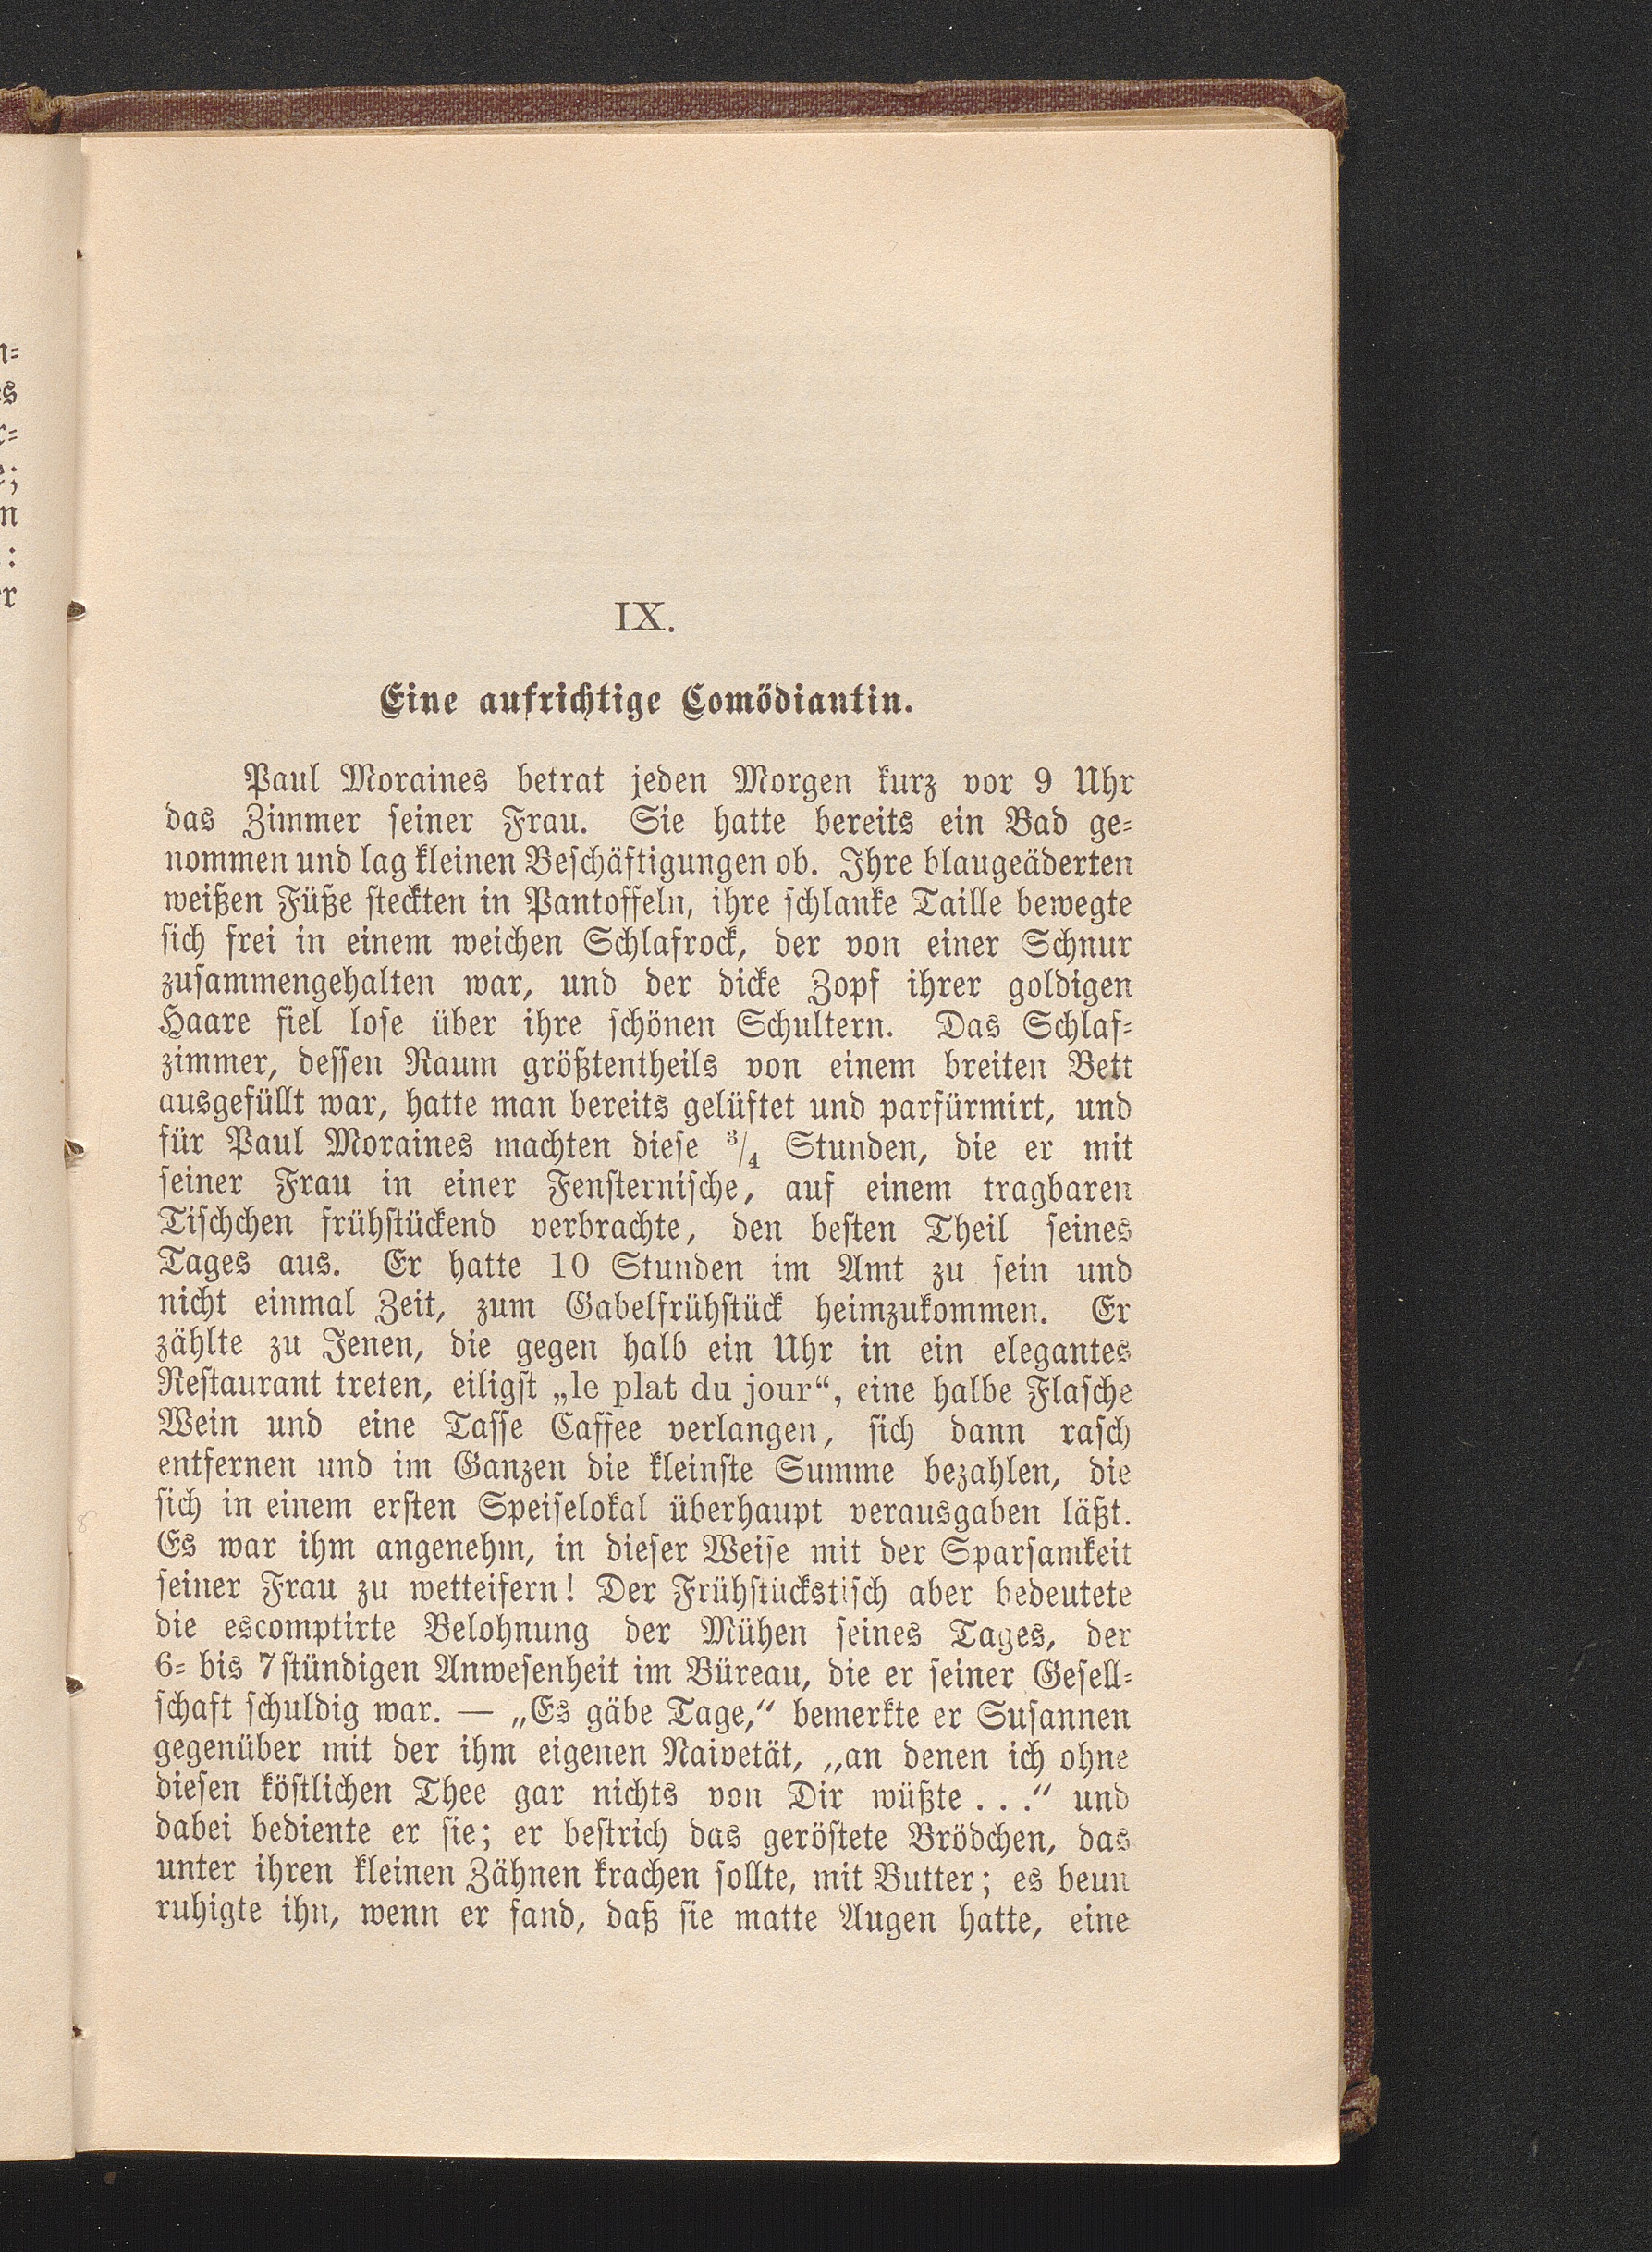 IX.
Eine aufrichtige Comödiantin.
Paul Moraines betrat jeden Morgen kurz vor 9 Uhr
das Zimmer seiner Frau. Sie hatte bereits ein Bad ge-
nommen und lag kleinen Beschäftigungen ob. Ihre blaugeäderten
weißen Füße steckten in Pantoffeln, ihre schlanke Taille bewegte
sich frei in einem weichen Schlafrock, der von einer Schnur
zusammengehalten war, und der dicke Zopf ihrer goldigen
Haare fiel lose über ihre schönen Schultern. Das Schlaf-
zimmer, dessen Raum größtentheils von einem breiten Bett
ausgefüllt war, hatte man bereits gelüftet und parfürmirt, und
für Paul Moraines machten diese 3/4 Stunden, die er mit
seiner Frau in einer Fensternische, auf einem tragbaren
Tischchen frühstückend verbrachte, den besten Theil seines
Tages aus. Er hatte 10 Stunden im Amt zu sein und
nicht einmal Zeit, zum Gabelfrühstück heimzukommen. Er
zählte zu Jenen, die gegen halb ein Uhr in ein elegantes
Restaurant treten, eiligst „le plat du jour“, eine halbe Flasche
Wein und eine Tasse Caffee verlangen, sich dann rasch
entfernen und im Ganzen die kleinste Summe bezahlen, die
sich in einem ersten Speiselokal überhaupt verausgaben läßt.
Es war ihm angenehm, in dieser Weise mit der Sparsamkeit
seiner Frau zu wetteifern! Der Frühstückstisch aber bedeutete
die escomptirte Belohnung der Mühen seines Tages, der
6- bis 7stündigen Anwesenheit im Büreau, die er seiner Gesell-
schaft schuldig war. — „Es gäbe Tage,“ bemerkte er Susannen
gegenüber mit der ihm eigenen Naivetät, „an denen ich ohne
diesen köstlichen Thee gar nichts von Dir wüßte . . .“ und
dabei bediente er sie; er bestrich das geröstete Brödchen, das
unter ihren kleinen Zähnen krachen sollte, mit Butter; es beun
ruhigte ihn, wenn er fand, daß sie matte Augen hatte, eine